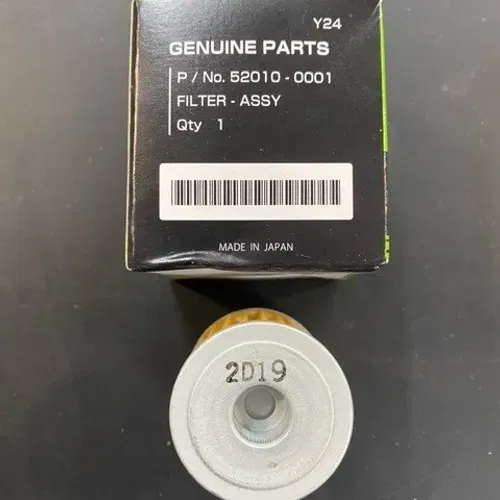 Y24
GENUINE PARTS
P / No. 52010 - 0001
FILTER - ASSY
Qty 1
MADE IN JAPAN
2D19